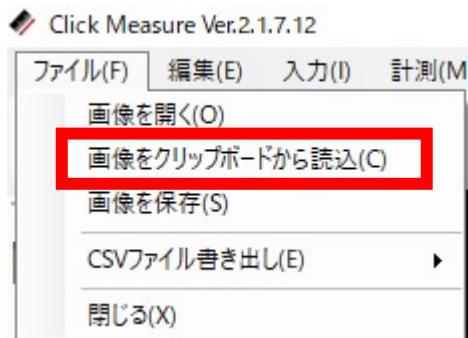 Click Measure Ver.2.1.7.12
ファイル(F) 編集(E) 入力(I) 計測(M
画像を開く(O)
画像をクリップボードから読込(C)
画像を保存(S)
CSVファイル書き出し(E)
閉じる(X)